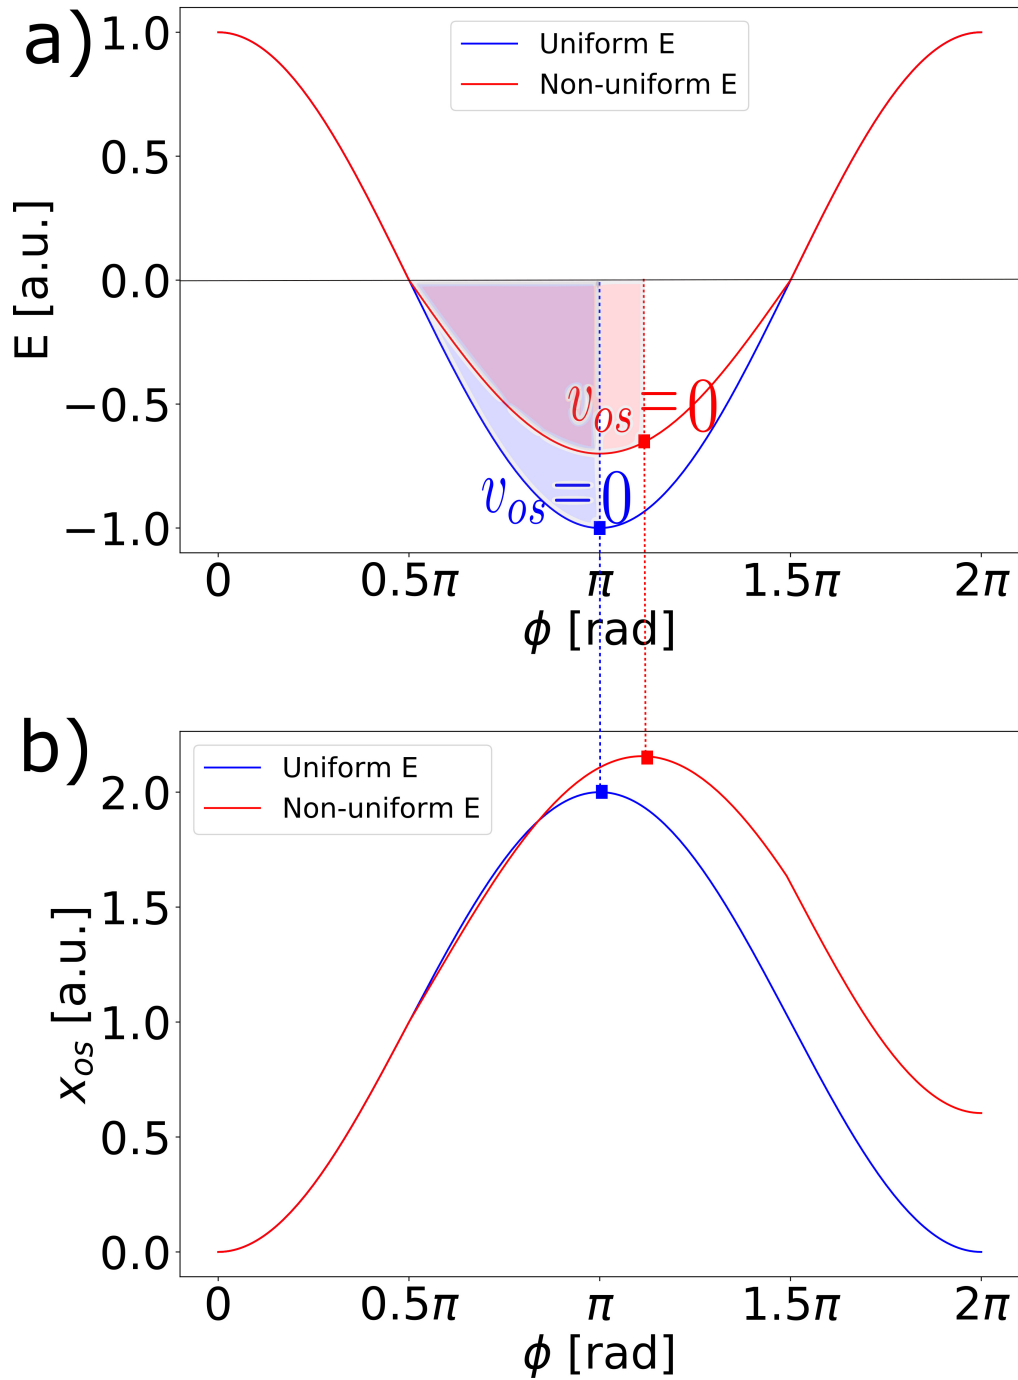 a)
1.0
0.5
0.0
−0.5
−1.0
E [a.u.]
Uniform E
Non-uniform E
v_os = 0
v_os = 0
0 0.5π π 1.5π 2π
ϕ [rad]
b)
Uniform E
Non-uniform E
2.0
1.5
1.0
0.5
0.0
x_os [a.u.]
0 0.5π π 1.5π 2π
ϕ [rad]